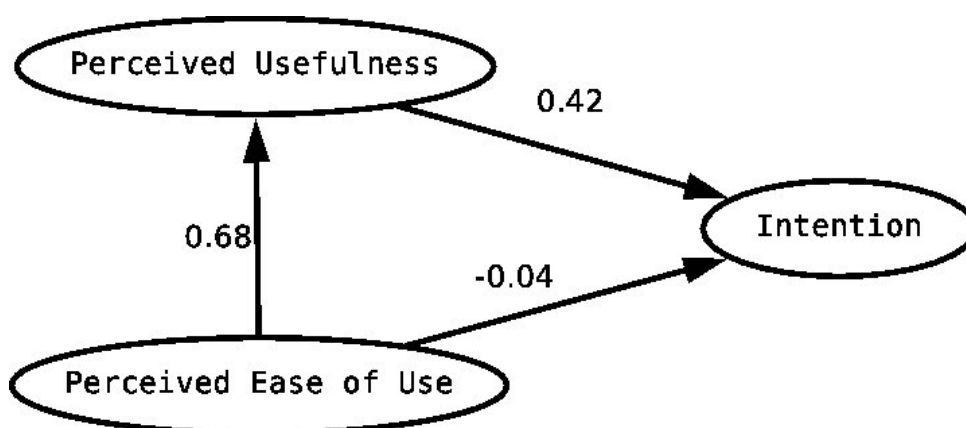 Perceived Usefulness
0.42
Intention
0.68
-0.04
Perceived Ease of Use